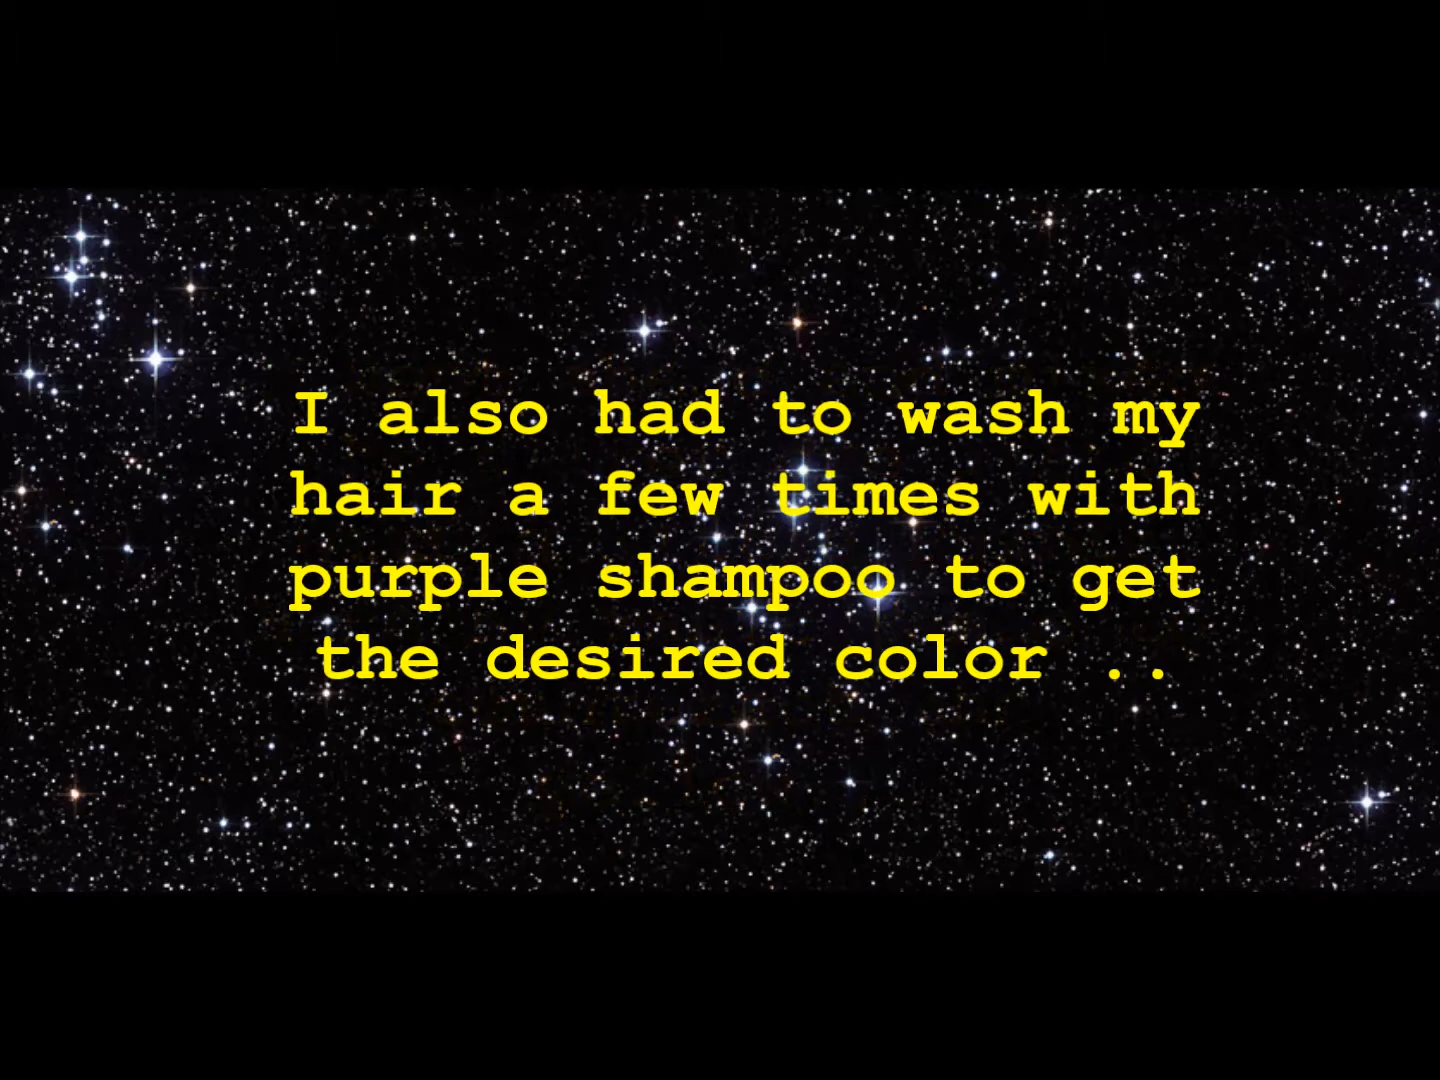 I also had to wash my
hair a few times with
purple shampoo to get
the desired color ..